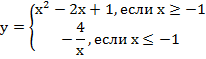 y = { x² − 2x + 1, если x ≥ −1
− 4/x, если x ≤ −1